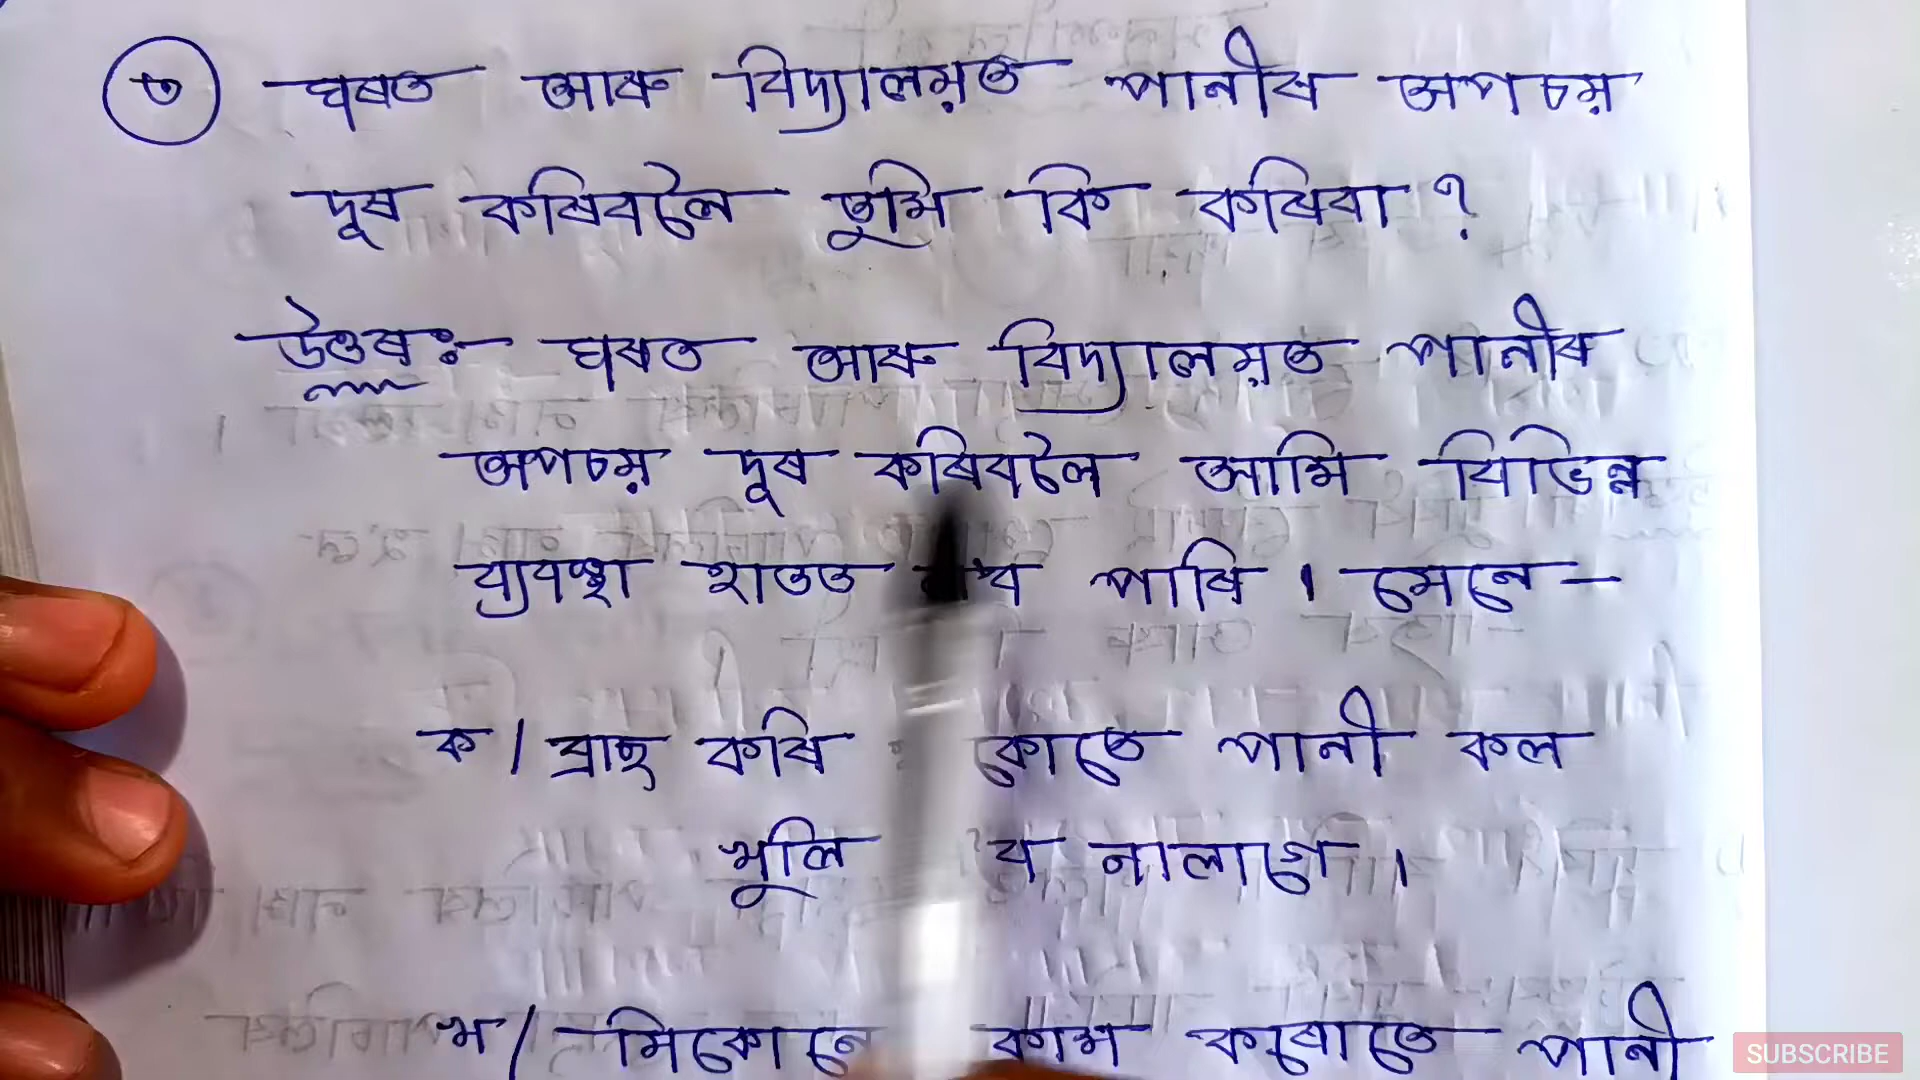 ৩ ঘৰত আৰু বিদ্যালয়ত পানীৰ অপচয়
দূৰ কৰিবলৈ তুমি কি কৰিবা ?
উত্তৰঃ ঘৰত আৰু বিদ্যালয়ত পানীৰ
অপচয় দূৰ কৰিবলৈ আমি বিভিন্ন
ব্যৱস্থা হাতত পাৰি । যেনে –
ক / ব্ৰাছ কৰি কোতে পানী কল
খুলি ব নালাগে ।
খ / যিকোনো কাম কৰোতে পানী
SUBSCRIBE